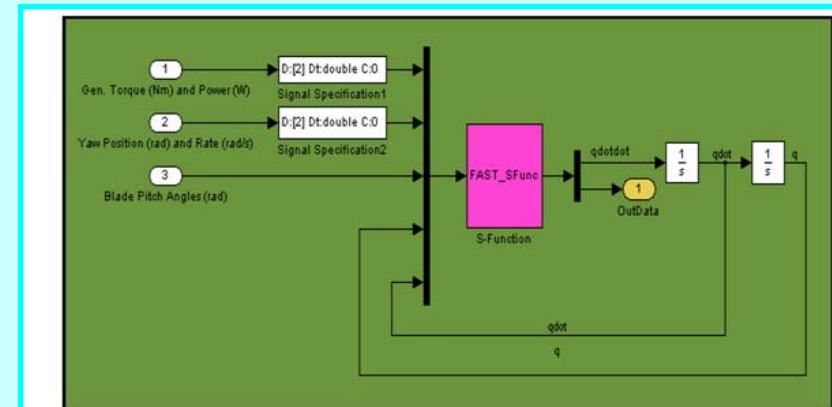 1
D:[2] Dt:double C:0
Gen. Torque (Nm) and Power (W)
Signal Specification1
2
D:[2] Dt:double C:0
Yaw Position (rad) and Rate (rad/s)
Signal Specification2
3
Blade Pitch Angles (rad)
FAST_SFunc
S-Function
qdotdot
1
s
qdot
1
s
q
1
OutData
qdot
q